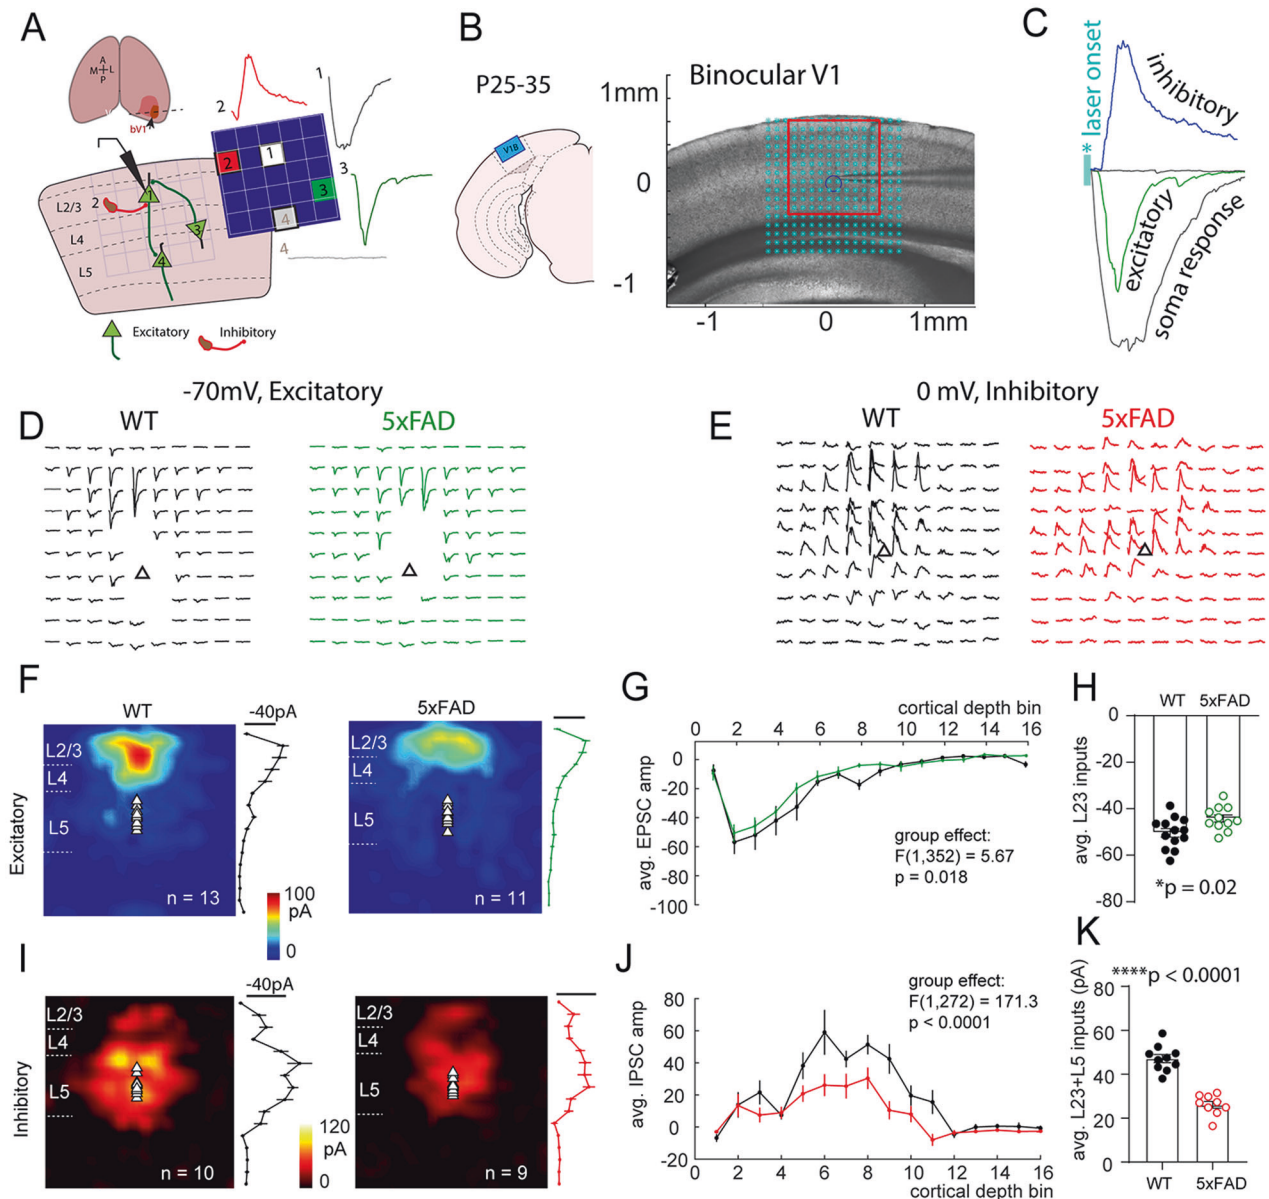 A
A
M L
P
bV1
2
1
3
4
2
1
3
4
L2/3
L4
L5
2
1
3
4
Excitatory
Inhibitory
B
P25-35
V1B
Binocular V1
1mm
0
-1
-1
0
1mm
C
* laser onset
inhibitory
excitatory
soma response
-70mV, Excitatory
0 mV, Inhibitory
D
WT
5xFAD
E
WT
5xFAD
F
WT
-40pA
5xFAD
L2/3
L4
L5
L2/3
L4
L5
Excitatory
n = 13
n = 11
100
pA
0
G
cortical depth bin
0 2 4 6 8 10 12 14 16
0
-20
-40
-60
-80
-100
avg. EPSC amp
group effect:
F(1,352) = 5.67
p = 0.018
H
WT 5xFAD
0
-20
-40
-60
-80
avg. L23 inputs
*p = 0.02
I
-40pA
L2/3
L4
L5
L2/3
L4
L5
Inhibitory
n = 10
n = 9
120
pA
0
J
group effect:
F(1,272) = 171.3
p < 0.0001
80
60
40
20
0
-20
avg. IPSC amp
0 2 4 6 8 10 12 14 16
cortical depth bin
K
****p < 0.0001
80
60
40
20
0
avg. L23+L5 inputs (pA)
WT 5xFAD